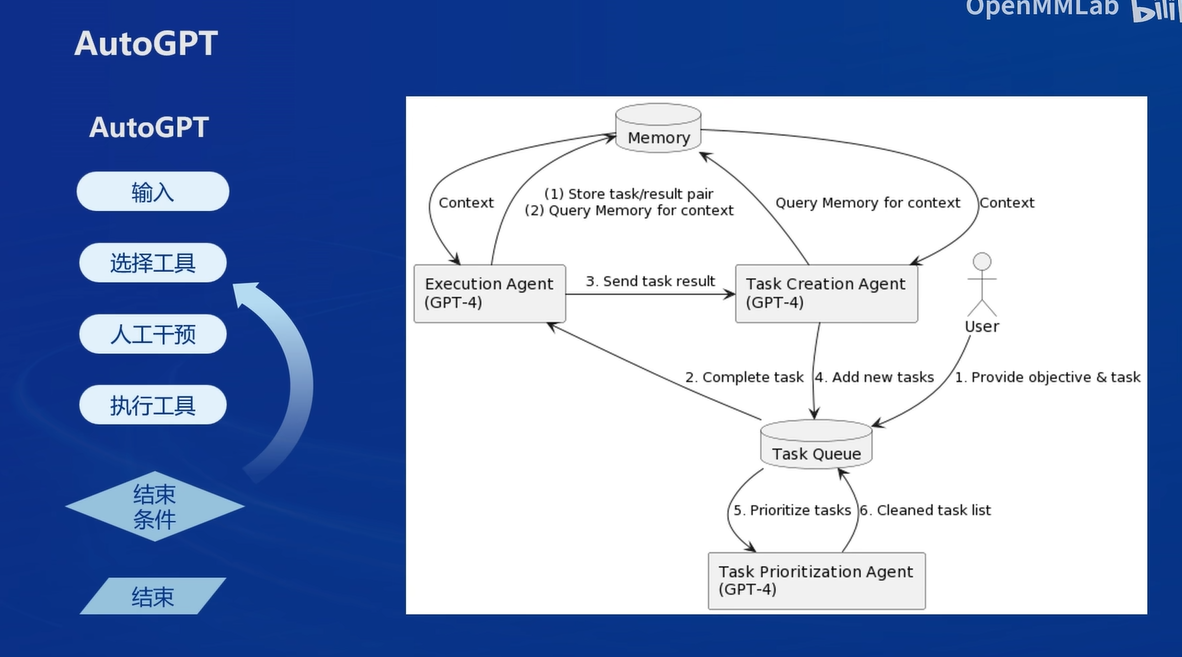 OpenMMLab bili
AutoGPT
AutoGPT
输入
选择工具
人工干预
执行工具
结束
条件
结束
Memory
Context
(1) Store task/result pair
(2) Query Memory for context
Query Memory for context
Context
Execution Agent
(GPT-4)
3. Send task result
Task Creation Agent
(GPT-4)
User
2. Complete task
4. Add new tasks
1. Provide objective & task
Task Queue
5. Prioritize tasks
6. Cleaned task list
Task Prioritization Agent
(GPT-4)